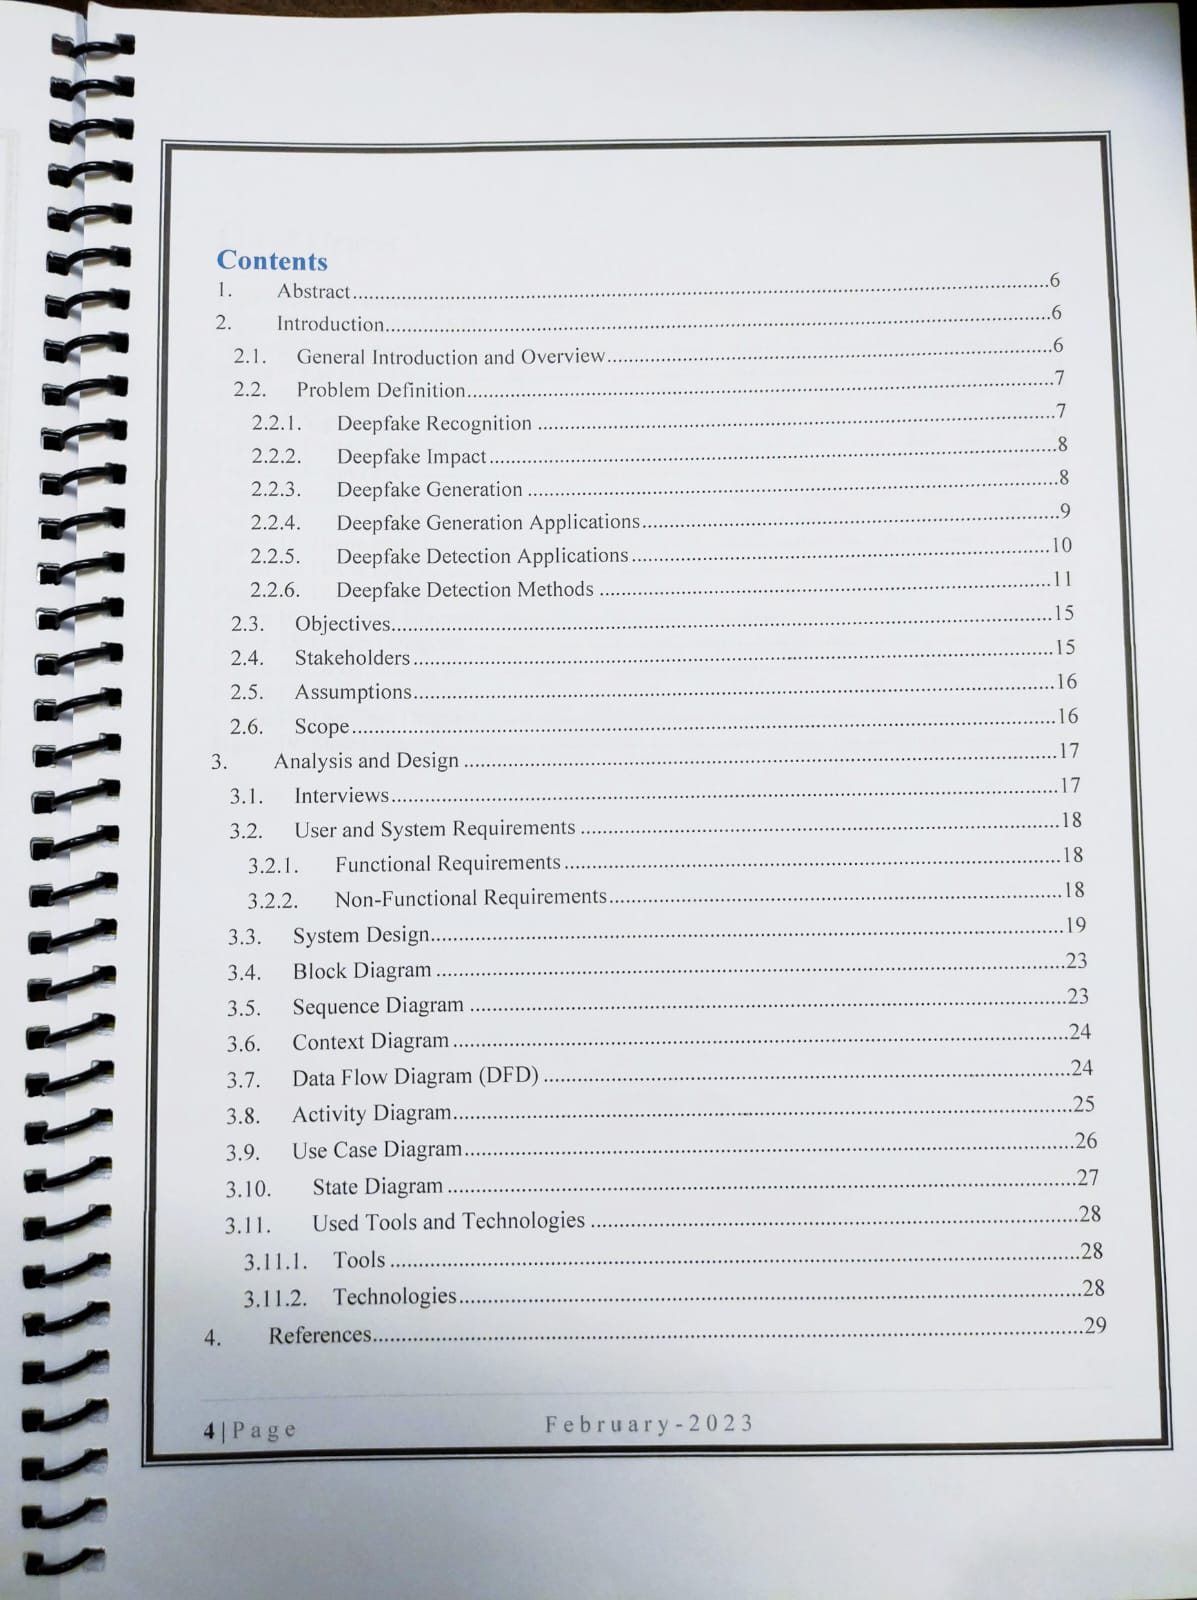 Contents
1. Abstract........................................6
2. Introduction........................................6
2.1. General Introduction and Overview........................................6
2.2. Problem Definition........................................7
2.2.1. Deepfake Recognition ........................................7
2.2.2. Deepfake Impact........................................8
2.2.3. Deepfake Generation ........................................8
2.2.4. Deepfake Generation Applications........................................9
2.2.5. Deepfake Detection Applications........................................10
2.2.6. Deepfake Detection Methods ........................................11
2.3. Objectives........................................15
2.4. Stakeholders........................................15
2.5. Assumptions........................................16
2.6. Scope........................................16
3. Analysis and Design ........................................17
3.1. Interviews........................................17
3.2. User and System Requirements ........................................18
3.2.1. Functional Requirements........................................18
3.2.2. Non-Functional Requirements........................................18
3.3. System Design........................................19
3.4. Block Diagram ........................................23
3.5. Sequence Diagram ........................................23
3.6. Context Diagram........................................24
3.7. Data Flow Diagram (DFD) ........................................24
3.8. Activity Diagram........................................25
3.9. Use Case Diagram........................................26
3.10. State Diagram........................................27
3.11. Used Tools and Technologies ........................................28
3.11.1. Tools ........................................28
3.11.2. Technologies........................................28
4. References........................................29
4 | Page February-2023